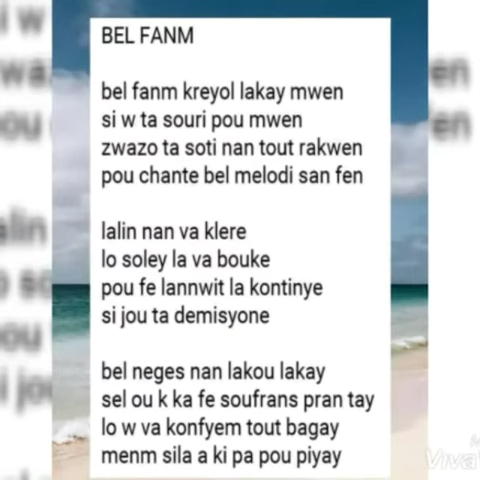 BEL FANM
bel fanm kreyol lakay mwen
si w ta souri pou mwen
zwazo ta soti nan tout rakwen
pou chante bel melodi san fen
lalin nan va klere
lo soley la va bouke
pou fe lannwit la kontinye
si jou ta demisyone
bel neges nan lakou lakay
sel ou k ka fe soufrans pran tay
lo w va konfyem tout bagay
menm sila a ki pa pou piyay